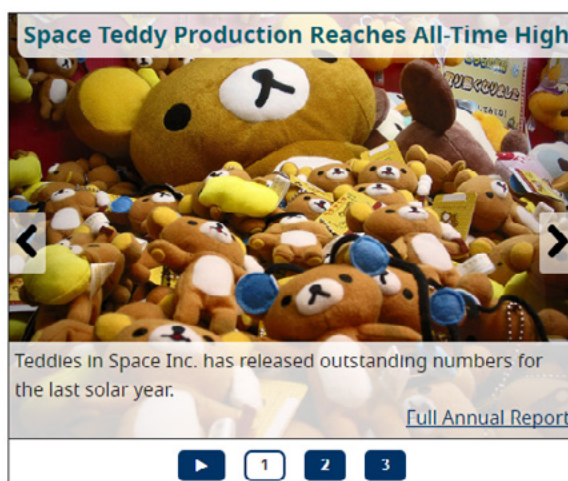 Space Teddy Production Reaches All-Time High
Teddies in Space Inc. has released outstanding numbers for
the last solar year.
Full Annual Report
1
2
3